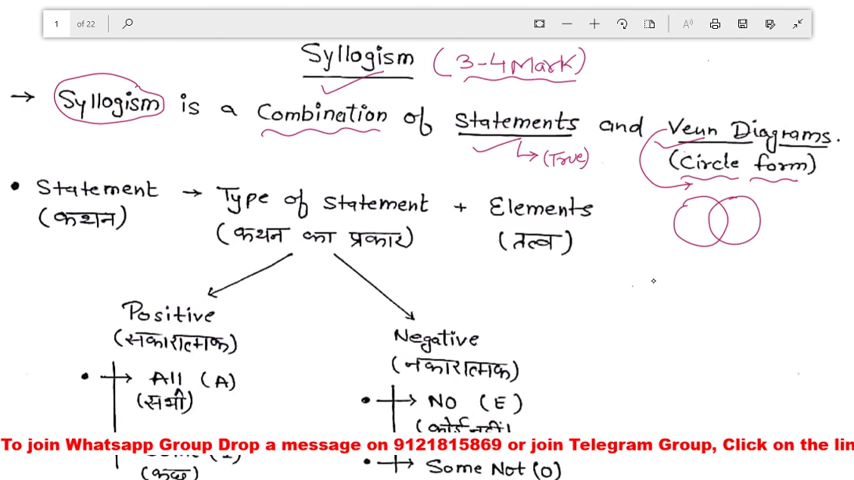 1 of 22
Syllogism (3-4 Mark)
→ Syllogism is a Combination of Statements and Venn Diagrams.
→ (True) (Circle form)
• Statement → Type of Statement + Elements
(कथन) (कथन का प्रकार) (तत्व)
Positive
(सकारात्मक)
Negative
(नकारात्मक)
• → All (A)
(सभी)
• → NO (E)
(कोई नहीं)
To join Whatsapp Group Drop a message on 9121815869 or join Telegram Group, Click on the lin
(कुछ)
• → Some Not (O)